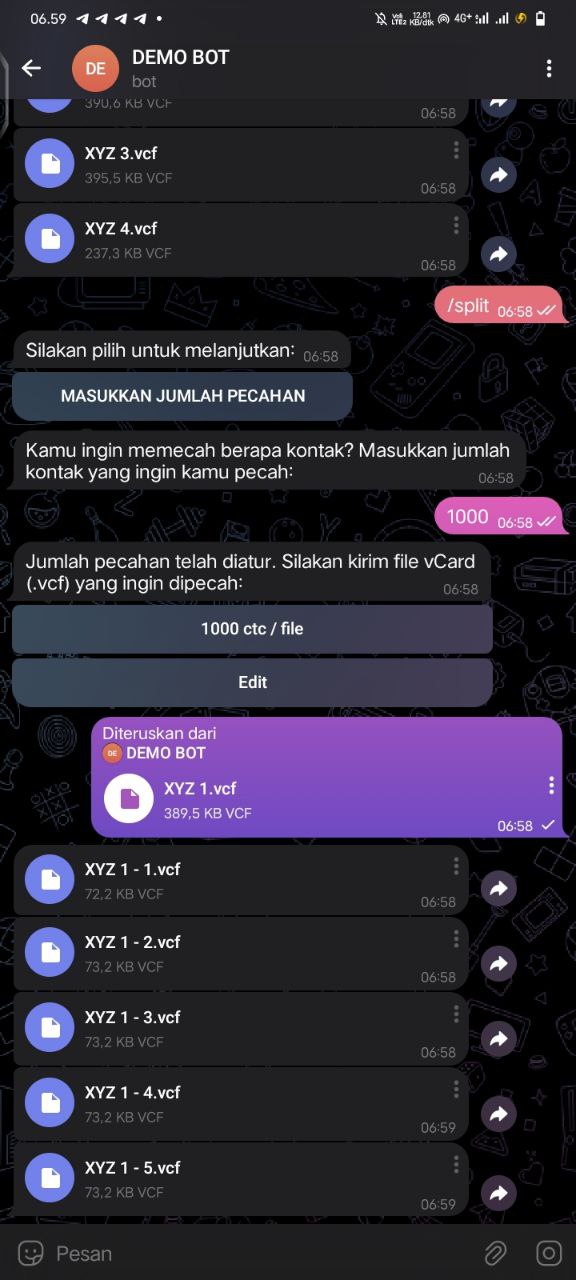 06.59
Vo))
LTE2
12.81
KB/dtk
4G+
DE
DEMO BOT
bot
390,6 KB VCF
06:58
XYZ 3.vcf
395,5 KB VCF
06:58
XYZ 4.vcf
237,3 KB VCF
06:58
/split 06:58
Silakan pilih untuk melanjutkan: 06:58
MASUKKAN JUMLAH PECAHAN
Kamu ingin memecah berapa kontak? Masukkan jumlah
kontak yang ingin kamu pecah: 06:58
1000 06:58
Jumlah pecahan telah diatur. Silakan kirim file vCard
(.vcf) yang ingin dipecah: 06:58
1000 ctc / file
Edit
Diteruskan dari
DE DEMO BOT
XYZ 1.vcf
389,5 KB VCF
06:58
XYZ 1 - 1.vcf
72,2 KB VCF
06:58
XYZ 1 - 2.vcf
73,2 KB VCF
06:58
XYZ 1 - 3.vcf
73,2 KB VCF
06:58
XYZ 1 - 4.vcf
73,2 KB VCF
06:59
XYZ 1 - 5.vcf
73,2 KB VCF
06:59
Pesan